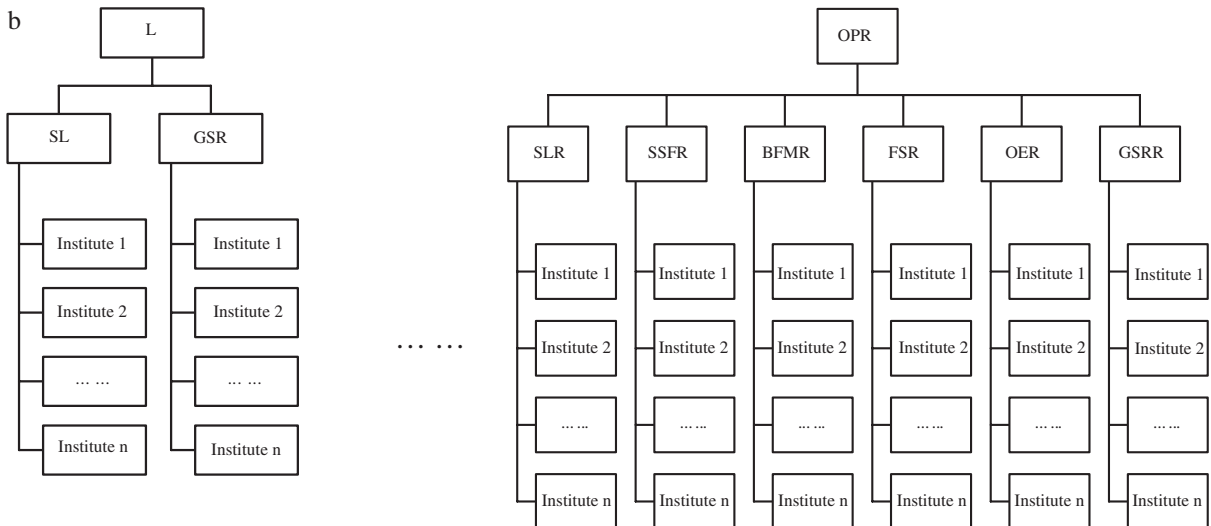 b
L
SL
GSR
Institute 1
Institute 1
Institute 2
Institute 2
... ...
... ...
Institute n
Institute n
... ...
OPR
SLR
SSFR
BFMR
FSR
OER
GSRR
Institute 1
Institute 1
Institute 1
Institute 1
Institute 1
Institute 1
Institute 2
Institute 2
Institute 2
Institute 2
Institute 2
Institute 2
... ...
... ...
... ...
... ...
... ...
... ...
Institute n
Institute n
Institute n
Institute n
Institute n
Institute n